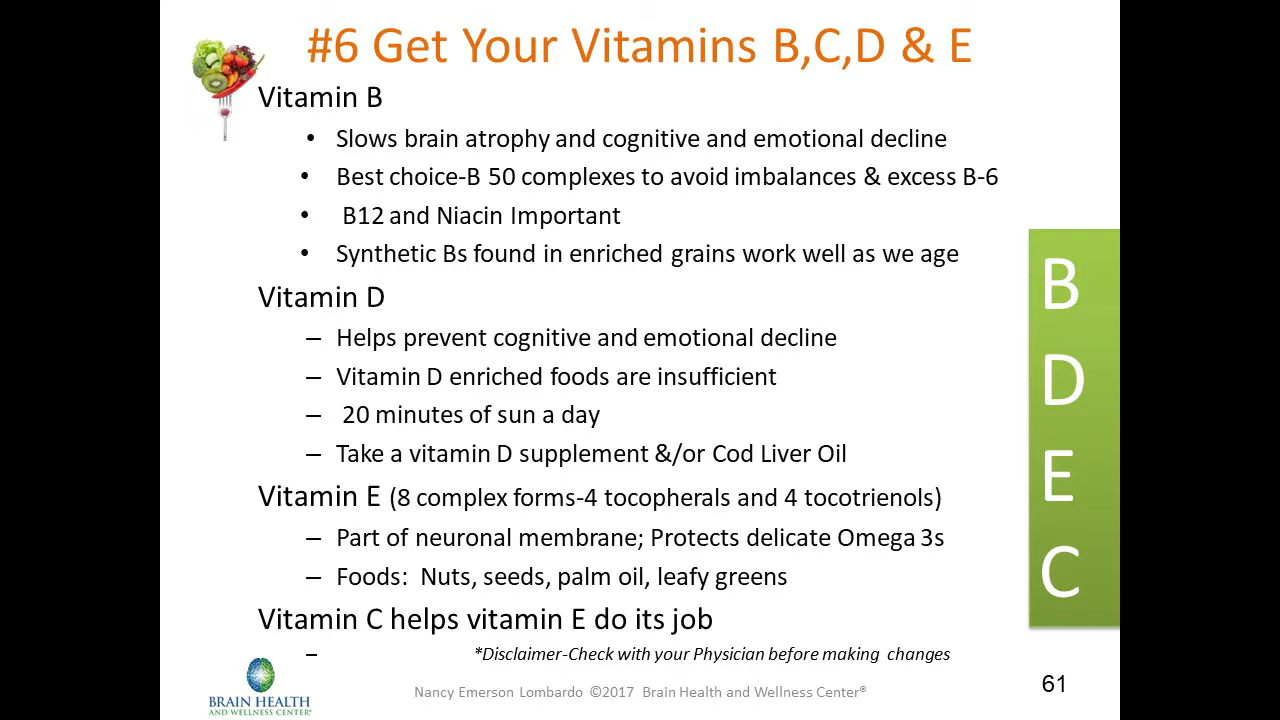 #6 Get Your Vitamins B,C,D & E
Vitamin B
• Slows brain atrophy and cognitive and emotional decline
• Best choice-B 50 complexes to avoid imbalances & excess B-6
• B12 and Niacin Important
• Synthetic Bs found in enriched grains work well as we age
Vitamin D
– Helps prevent cognitive and emotional decline
– Vitamin D enriched foods are insufficient
– 20 minutes of sun a day
– Take a vitamin D supplement &/or Cod Liver Oil
Vitamin E (8 complex forms-4 tocopherals and 4 tocotrienols)
– Part of neuronal membrane; Protects delicate Omega 3s
– Foods: Nuts, seeds, palm oil, leafy greens
Vitamin C helps vitamin E do its job
– *Disclaimer-Check with your Physician before making changes
B
D
E
C
BRAIN HEALTH
AND WELLNESS CENTER®
Nancy Emerson Lombardo ©2017 Brain Health and Wellness Center®
61